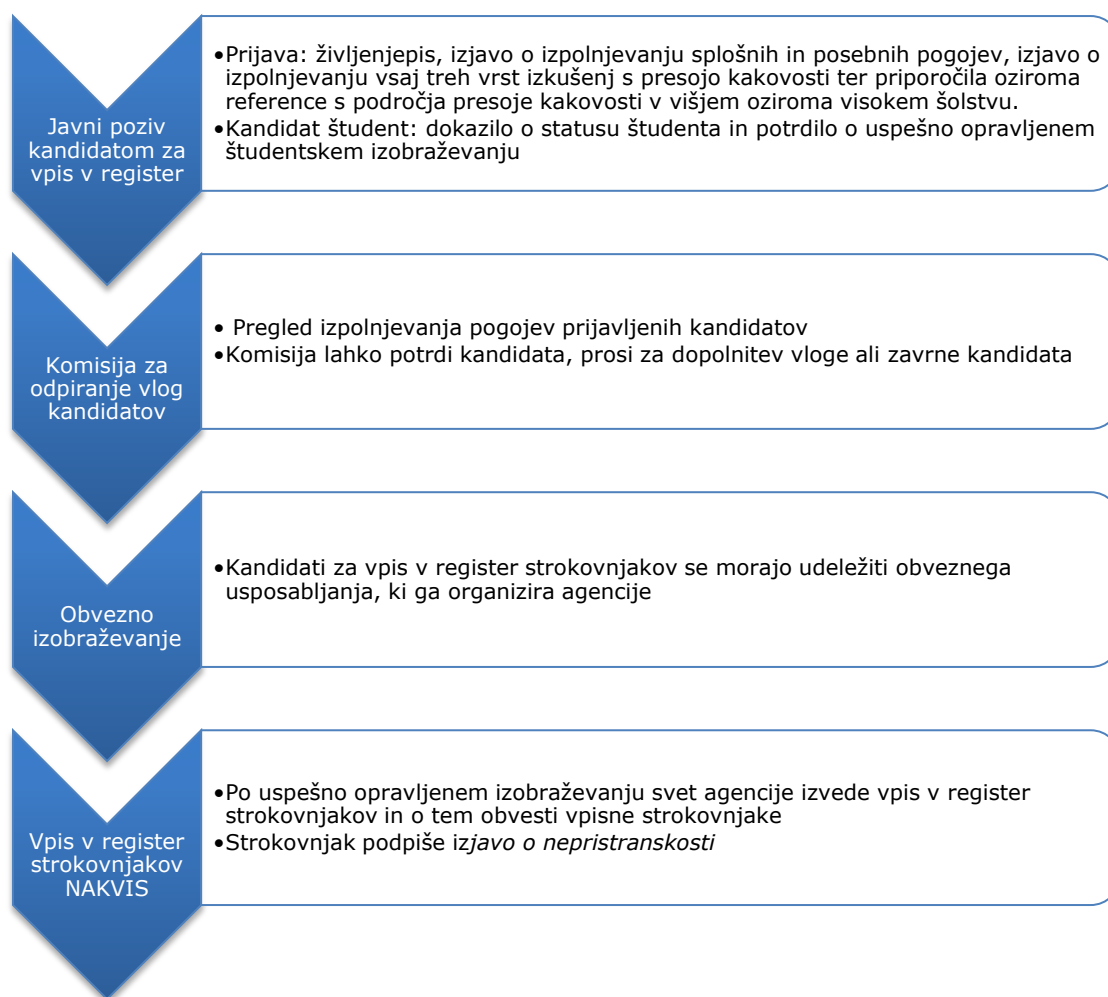 Javni poziv
kandidatom za
vpis v register
•Prijava: življenjepis, izjavo o izpolnjevanju splošnih in posebnih pogojev, izjavo o
izpolnjevanju vsaj treh vrst izkušenj s presojo kakovosti ter priporočila oziroma
reference s področja presoje kakovosti v višjem oziroma visokem šolstvu.
•Kandidat študent: dokazilo o statusu študenta in potrdilo o uspešno opravljenem
študentskem izobraževanju
Komisija za
odpiranje vlog
kandidatov
• Pregled izpolnjevanja pogojev prijavljenih kandidatov
•Komisija lahko potrdi kandidata, prosi za dopolnitev vloge ali zavrne kandidata
Obvezno
izobraževanje
•Kandidati za vpis v register strokovnjakov se morajo udeležiti obveznega
usposabljanja, ki ga organizira agencije
Vpis v register
strokovnjakov
NAKVIS
•Po uspešno opravljenem izobraževanju svet agencije izvede vpis v register
strokovnjakov in o tem obvesti vpisne strokovnjake
•Strokovnjak podpiše izjavo o nepristranskosti